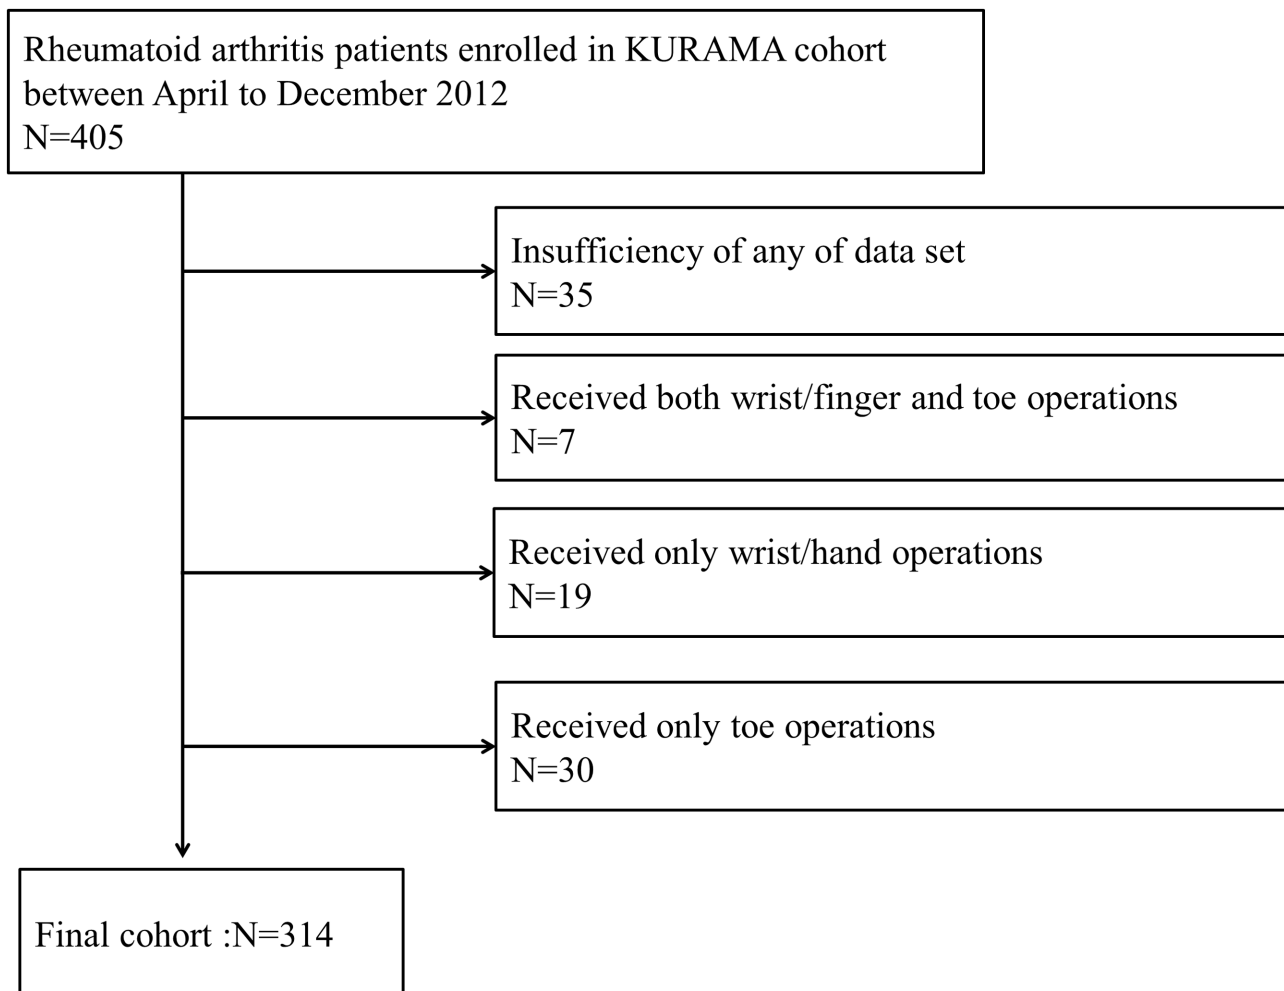 Rheumatoid arthritis patients enrolled in KURAMA cohort
between April to December 2012
N=405
Insufficiency of any of data set
N=35
Received both wrist/finger and toe operations
N=7
Received only wrist/hand operations
N=19
Received only toe operations
N=30
Final cohort :N=314